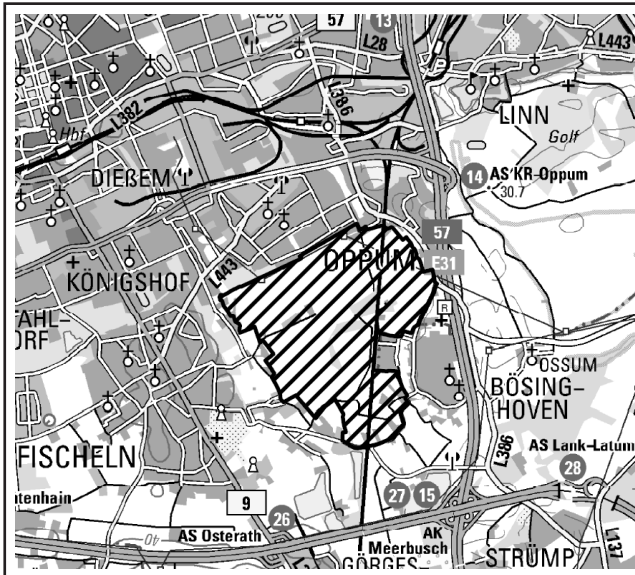 57
13
L28
L443
L386
L382
Hbf
LINN
Golf
DIEßEM
14
AS KR-Oppum
30.7
57
OPPUM
E31
L443
KÖNIGSHOF
R
OSSUM
BÖSING-
HOVEN
FISCHELN
L386
AS Lank-Latum
28
27
15
9
26
40
AS Osterath
AK
Meerbusch
L137
GÖRGES-
STRÜMP